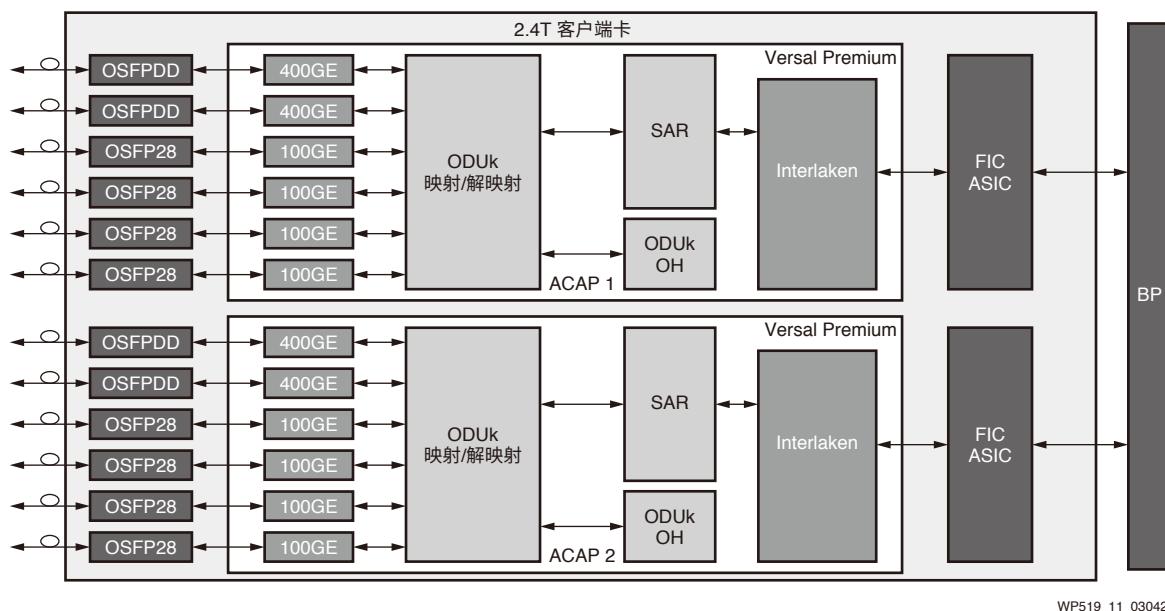 2.4T 客户端卡
Versal Premium
OSFPDD
400GE
OSFPDD
400GE
OSFP28
100GE
OSFP28
100GE
OSFP28
100GE
OSFP28
100GE
ODUk
映射/解映射
SAR
ODUk
OH
Interlaken
ACAP 1
FIC
ASIC
BP
Versal Premium
OSFPDD
400GE
OSFPDD
400GE
OSFP28
100GE
OSFP28
100GE
OSFP28
100GE
OSFP28
100GE
ODUk
映射/解映射
SAR
ODUk
OH
Interlaken
ACAP 2
FIC
ASIC
WP519_11_03042